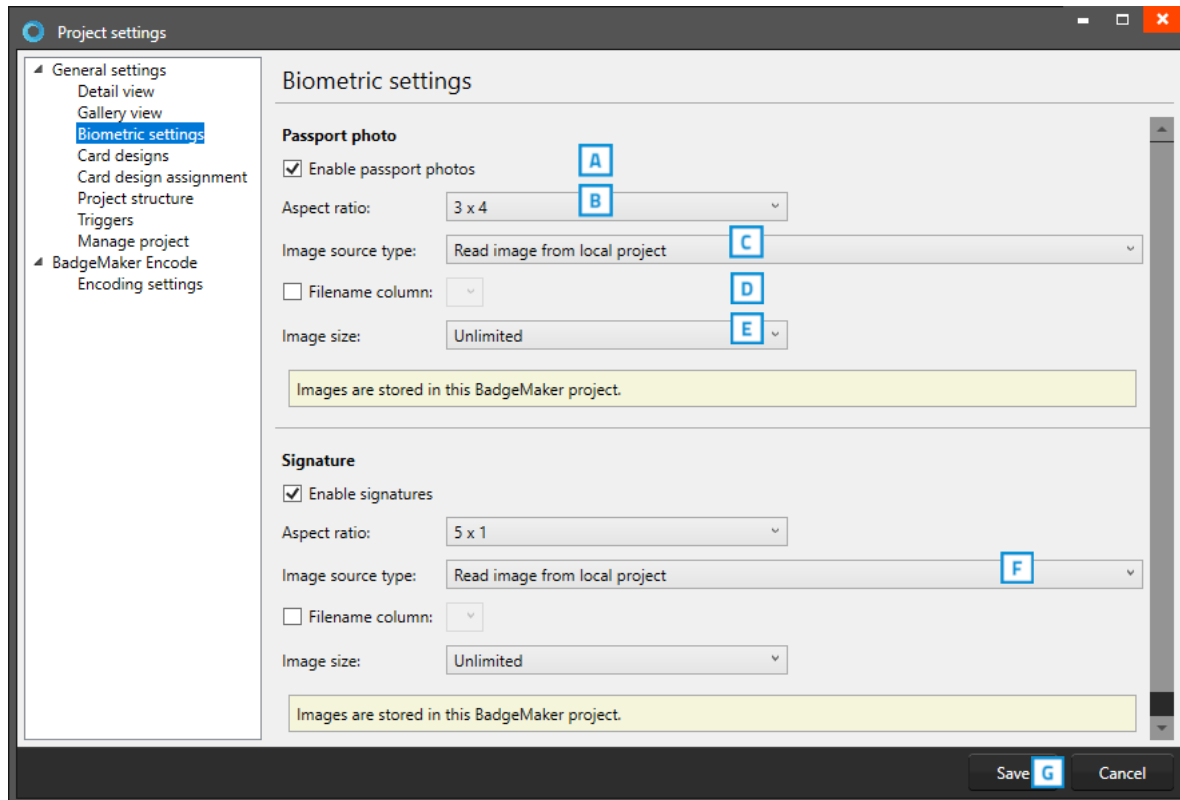 Project settings
General settings
Detail view
Gallery view
Biometric settings
Card designs
Card design assignment
Project structure
Triggers
Manage project
BadgeMaker Encode
Encoding settings
Biometric settings
Passport photo
Enable passport photos A
Aspect ratio: 3 x 4 B
Image source type: Read image from local project C
Filename column: D
Image size: Unlimited E
Images are stored in this BadgeMaker project.
Signature
Enable signatures
Aspect ratio: 5 x 1
Image source type: Read image from local project F
Filename column:
Image size: Unlimited
Images are stored in this BadgeMaker project.
Save G Cancel